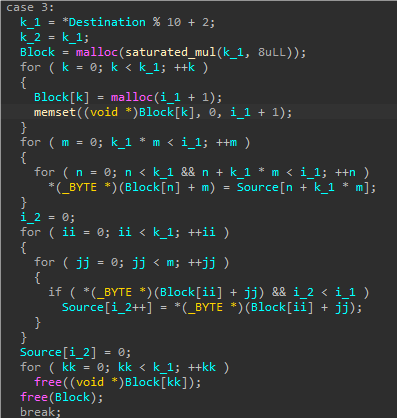 case 3:
k_1 = *Destination % 10 + 2;
k_2 = k_1;
Block = malloc(saturated_mul(k_1, 8uLL));
for ( k = 0; k < k_1; ++k )
{
Block[k] = malloc(i_1 + 1);
memset((void *)Block[k], 0, i_1 + 1);
}
for ( m = 0; k_1 * m < i_1; ++m )
{
for ( n = 0; n < k_1 && n + k_1 * m < i_1; ++n )
*(_BYTE *)(Block[n] + m) = Source[n + k_1 * m];
}
i_2 = 0;
for ( ii = 0; ii < k_1; ++ii )
{
for ( jj = 0; jj < m; ++jj )
{
if ( *(_BYTE *)(Block[ii] + jj) && i_2 < i_1 )
Source[i_2++] = *(_BYTE *)(Block[ii] + jj);
}
}
Source[i_2] = 0;
for ( kk = 0; kk < k_1; ++kk )
free((void *)Block[kk]);
free(Block);
break;